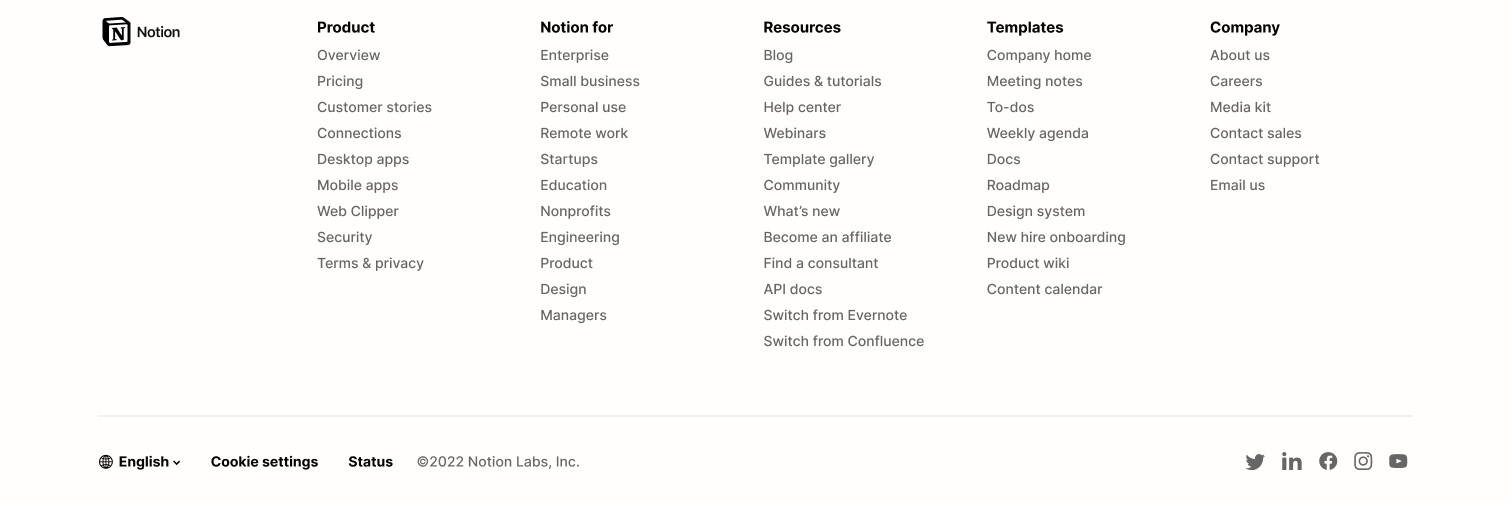 Notion
Product
Overview
Pricing
Customer stories
Connections
Desktop apps
Mobile apps
Web Clipper
Security
Terms & privacy
Notion for
Enterprise
Small business
Personal use
Remote work
Startups
Education
Nonprofits
Engineering
Product
Design
Managers
Resources
Blog
Guides & tutorials
Help center
Webinars
Template gallery
Community
What’s new
Become an affiliate
Find a consultant
API docs
Switch from Evernote
Switch from Confluence
Templates
Company home
Meeting notes
To-dos
Weekly agenda
Docs
Roadmap
Design system
New hire onboarding
Product wiki
Content calendar
Company
About us
Careers
Media kit
Contact sales
Contact support
Email us
English Cookie settings Status ©2022 Notion Labs, Inc.